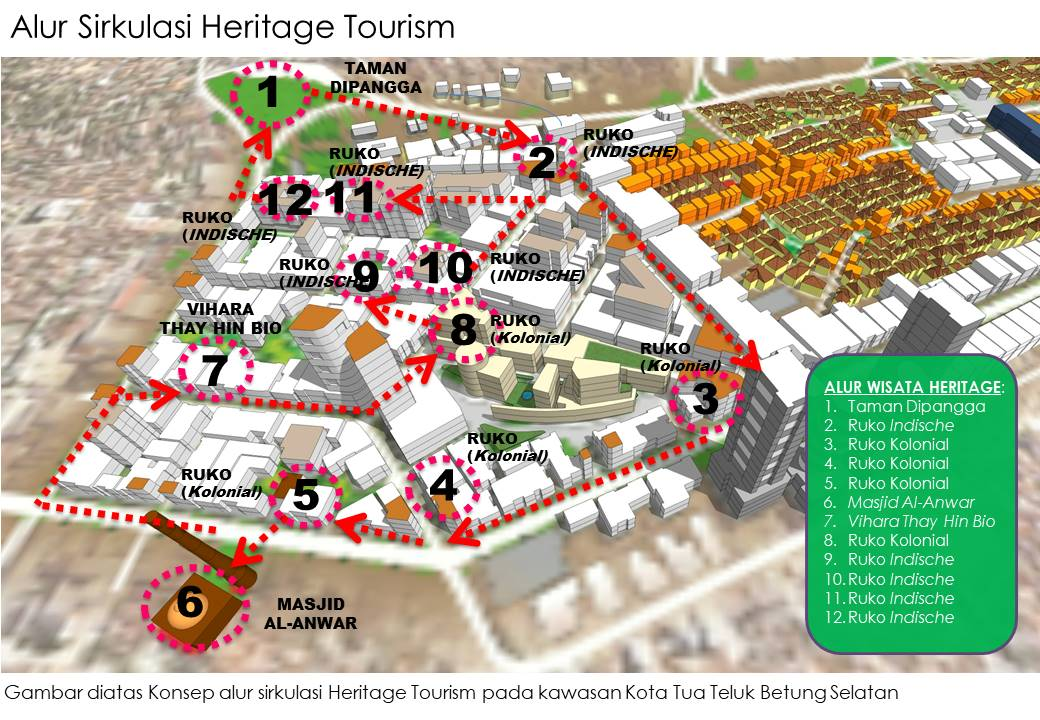 Alur Sirkulasi Heritage Tourism
1
TAMAN
DIPANGGA
2
RUKO
(INDISCHE)
RUKO
(INDISCHE)
12
11
RUKO
(INDISCHE)
RUKO
(INDISCHE)
9
10
RUKO
(INDISCHE)
VIHARA
THAY HIN BIO
7
8
RUKO
(Kolonial)
RUKO
(Kolonial)
3
RUKO
(Kolonial)
4
RUKO
(Kolonial)
5
6
MASJID
AL-ANWAR
ALUR WISATA HERITAGE:
1. Taman Dipangga
2. Ruko Indische
3. Ruko Kolonial
4. Ruko Kolonial
5. Ruko Kolonial
6. Masjid Al-Anwar
7. Vihara Thay Hin Bio
8. Ruko Kolonial
9. Ruko Indische
10. Ruko Indische
11. Ruko Indische
12. Ruko Indische
Gambar diatas Konsep alur sirkulasi Heritage Tourism pada kawasan Kota Tua Teluk Betung Selatan